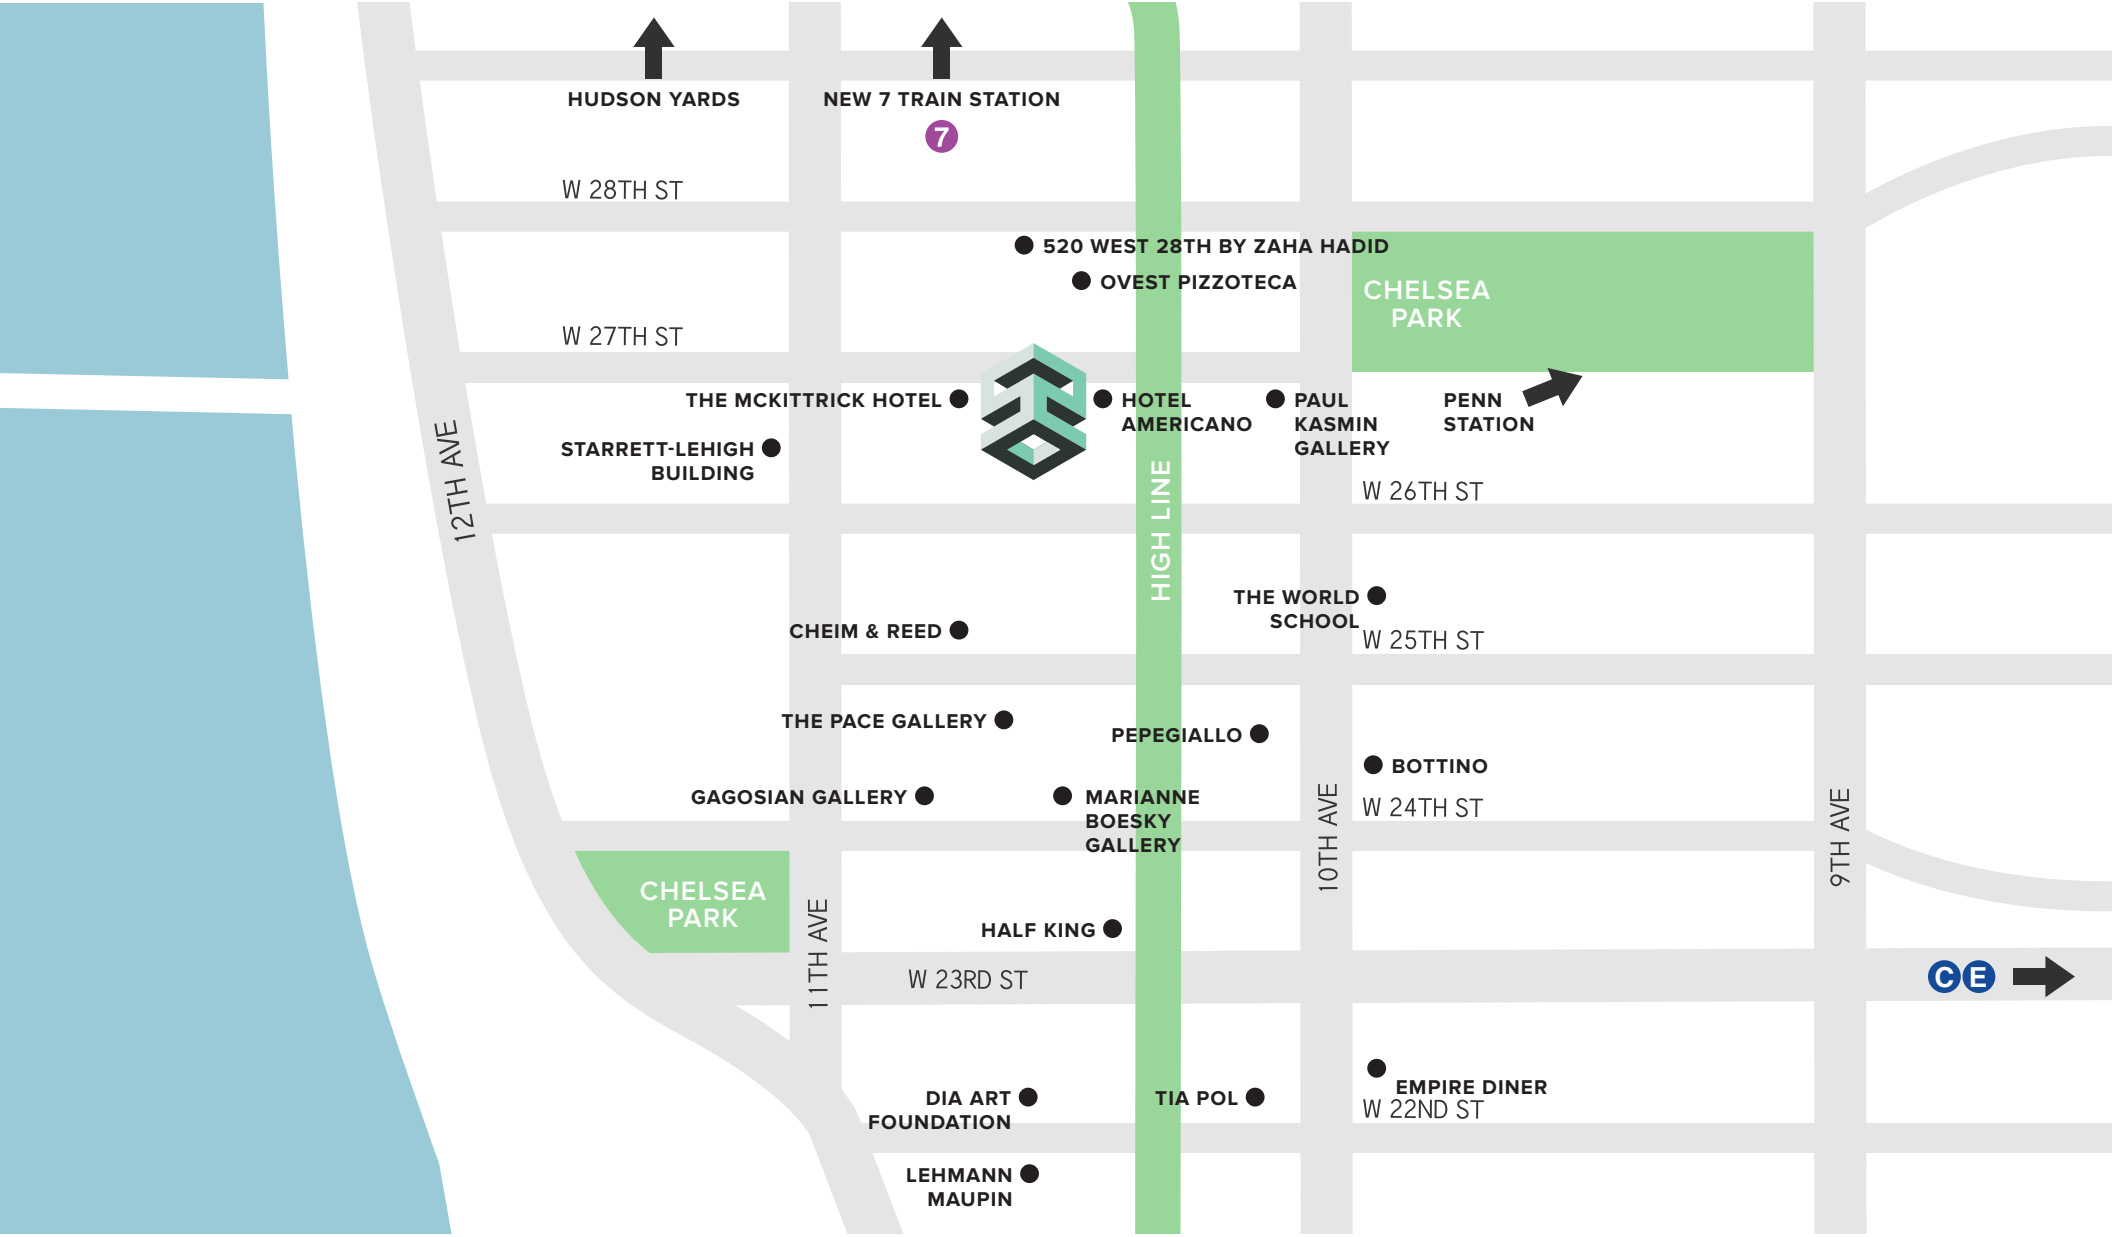 HUDSON YARDS
NEW 7 TRAIN STATION
7
W 28TH ST
520 WEST 28TH BY ZAHA HADID
OVEST PIZZOTECA
CHELSEA
PARK
W 27TH ST
THE MCKITTRICK HOTEL
HOTEL
AMERICANO
PAUL
KASMIN
GALLERY
PENN
STATION
STARRETT-LEHIGH
BUILDING
12TH AVE
HIGH LINE
W 26TH ST
THE WORLD
SCHOOL
CHEIM & REED
W 25TH ST
THE PACE GALLERY
PEPEGIALLO
BOTTINO
GAGOSIAN GALLERY
MARIANNE
BOESKY
GALLERY
W 24TH ST
10TH AVE
9TH AVE
CHELSEA
PARK
11TH AVE
HALF KING
W 23RD ST
C E
DIA ART
FOUNDATION
TIA POL
EMPIRE DINER
W 22ND ST
LEHMANN
MAUPIN